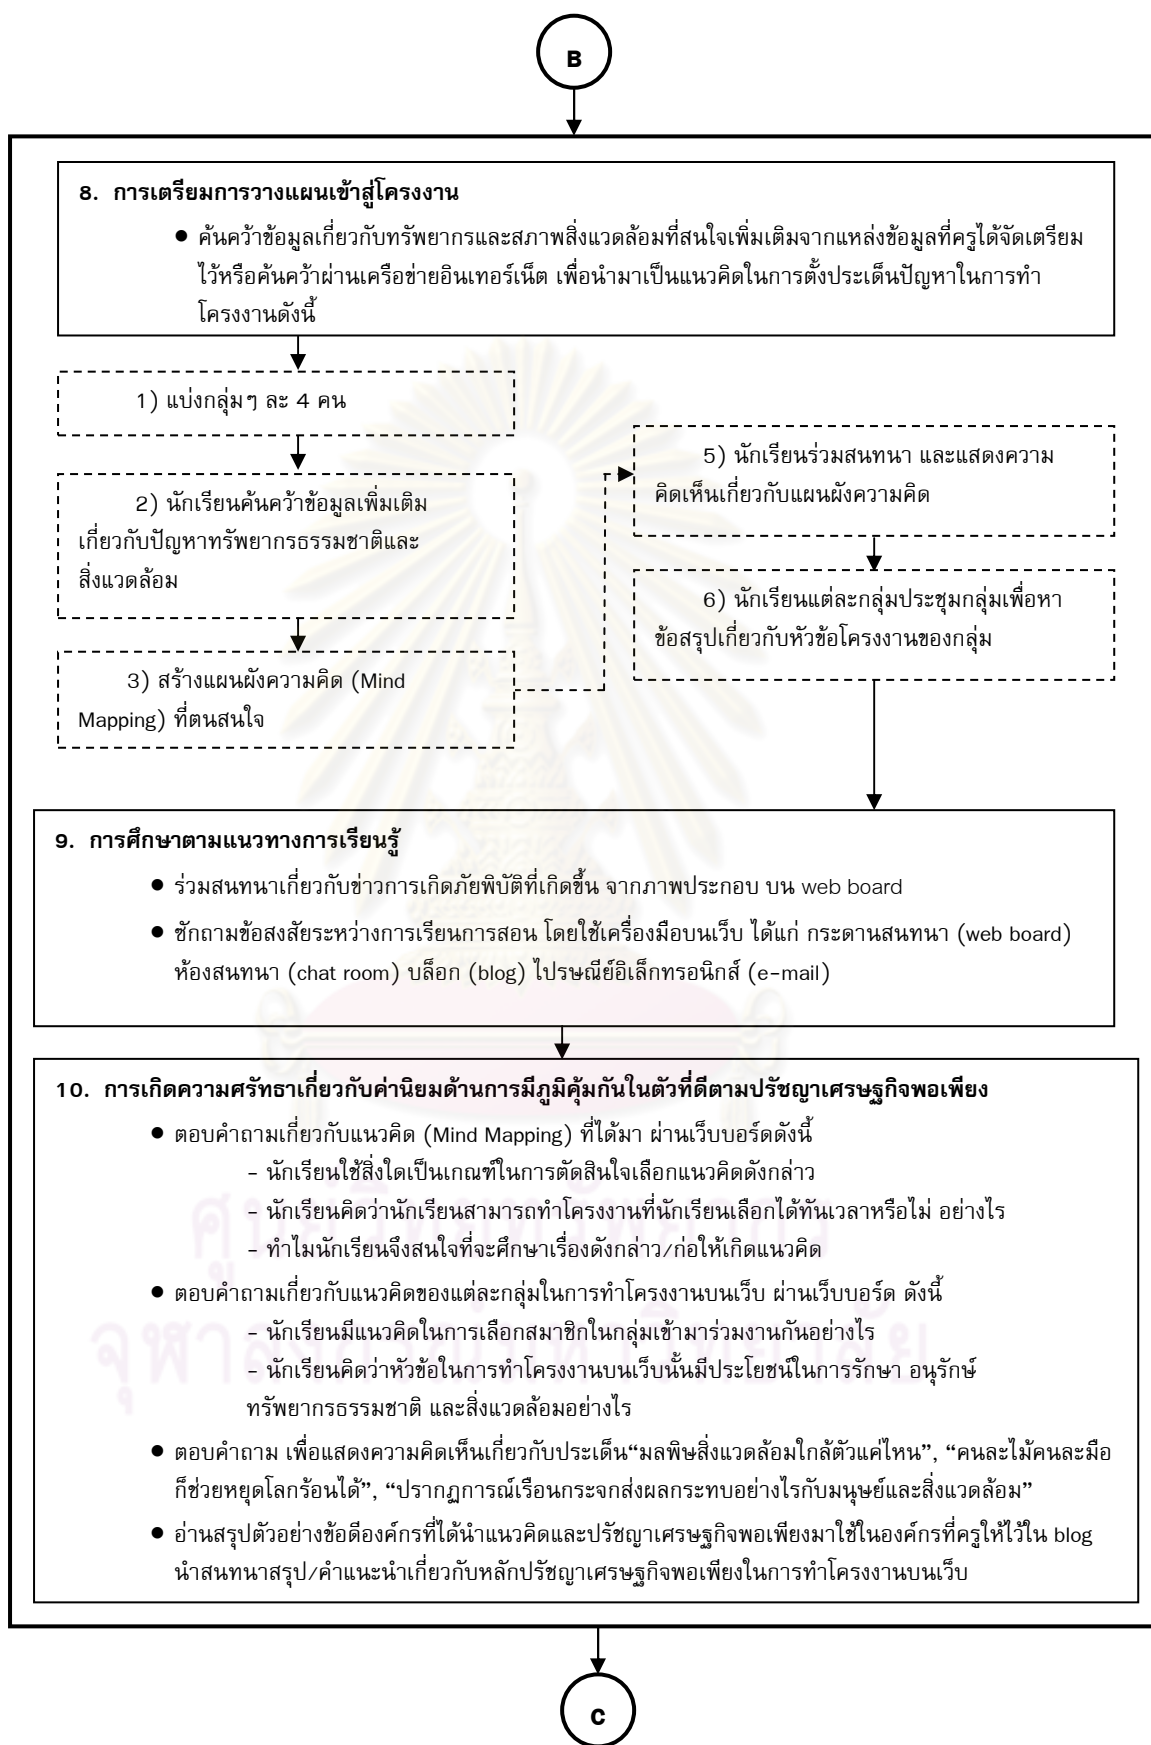 B
8. การเตรียมการวางแผนเข้าสู่โครงงาน
● ค้นคว้าข้อมูลเกี่ยวกับทรัพยากรและสภาพสิ่งแวดล้อมที่สนใจเพิ่มเติมจากแหล่งข้อมูลที่ครูได้จัดเตรียม
ไว้หรือค้นคว้าผ่านเครือข่ายอินเทอร์เน็ต เพื่อนำมาเป็นแนวคิดในการตั้งประเด็นปัญหาในการทำ
โครงงานดังนี้
1) แบ่งกลุ่มๆ ละ 4 คน
2) นักเรียนค้นคว้าข้อมูลเพิ่มเติม
เกี่ยวกับปัญหาทรัพยากรธรรมชาติและ
สิ่งแวดล้อม
3) สร้างแผนผังความคิด (Mind
Mapping) ที่ตนสนใจ
5) นักเรียนร่วมสนทนา และแสดงความ
คิดเห็นเกี่ยวกับแผนผังความคิด
6) นักเรียนแต่ละกลุ่มประชุมกลุ่มเพื่อหา
ข้อสรุปเกี่ยวกับหัวข้อโครงงานของกลุ่ม
9. การศึกษาตามแนวทางการเรียนรู้
● ร่วมสนทนาเกี่ยวกับข่าวการเกิดภัยพิบัติที่เกิดขึ้น จากภาพประกอบ บน web board
● ซักถามข้อสงสัยระหว่างการเรียนการสอน โดยใช้เครื่องมือบนเว็บ ได้แก่ กระดานสนทนา (web board)
ห้องสนทนา (chat room) บล็อก (blog) ไปรษณีย์อิเล็กทรอนิกส์ (e-mail)
10. การเกิดความศรัทธาเกี่ยวกับค่านิยมด้านการมีภูมิคุ้มกันในตัวที่ดีตามปรัชญาเศรษฐกิจพอเพียง
● ตอบคำถามเกี่ยวกับแนวคิด (Mind Mapping) ที่ได้มา ผ่านเว็บบอร์ดดังนี้
- นักเรียนใช้สิ่งใดเป็นเกณฑ์ในการตัดสินใจเลือกแนวคิดดังกล่าว
- นักเรียนคิดว่านักเรียนสามารถทำโครงงานที่นักเรียนเลือกได้ทันเวลาหรือไม่ อย่างไร
- ทำไมนักเรียนจึงสนใจที่จะศึกษาเรื่องดังกล่าว/ก่อให้เกิดแนวคิด
● ตอบคำถามเกี่ยวกับแนวคิดของแต่ละกลุ่มในการทำโครงงานบนเว็บ ผ่านเว็บบอร์ด ดังนี้
- นักเรียนมีแนวคิดในการเลือกสมาชิกในกลุ่มเข้ามาร่วมงานกันอย่างไร
- นักเรียนคิดว่าหัวข้อในการทำโครงงานบนเว็บนั้นมีประโยชน์ในการรักษา อนุรักษ์
ทรัพยากรธรรมชาติ และสิ่งแวดล้อมอย่างไร
● ตอบคำถาม เพื่อแสดงความคิดเห็นเกี่ยวกับประเด็น“มลพิษสิ่งแวดล้อมใกล้ตัวแค่ไหน”, “คนละไม้คนละมือ
ก็ช่วยหยุดโลกร้อนได้”, “ปรากฏการณ์เรือนกระจกส่งผลกระทบอย่างไรกับมนุษย์และสิ่งแวดล้อม”
● อ่านสรุปตัวอย่างข้อดีองค์กรที่ได้นำแนวคิดและปรัชญาเศรษฐกิจพอเพียงมาใช้ในองค์กรที่ครูให้ไว้ใน blog
นำสนทนาสรุป/คำแนะนำเกี่ยวกับหลักปรัชญาเศรษฐกิจพอเพียงในการทำโครงงานบนเว็บ
ศูนย์วิทยทรัพยากร
จุฬาลงกรณ์มหาวิทยาลัย
C